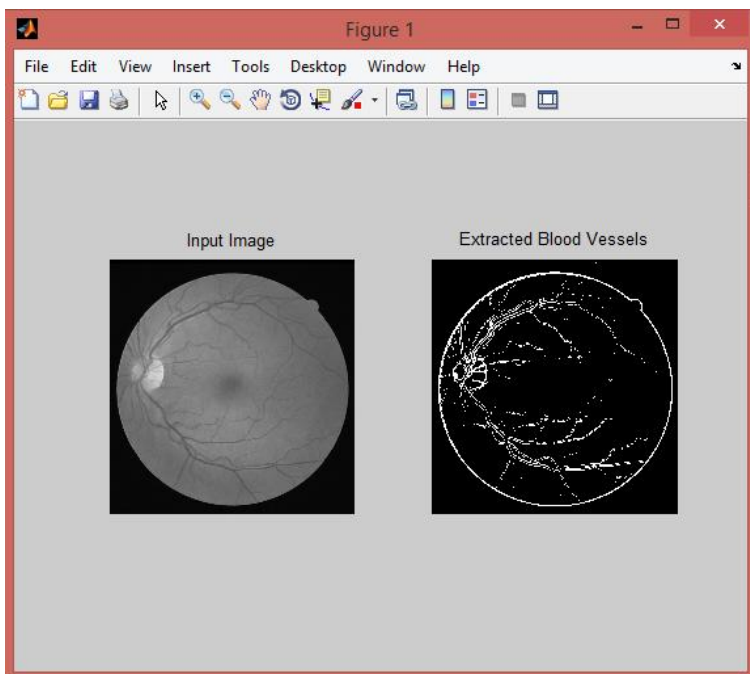 Figure 1
File Edit View Insert Tools Desktop Window Help
Input Image
Extracted Blood Vessels